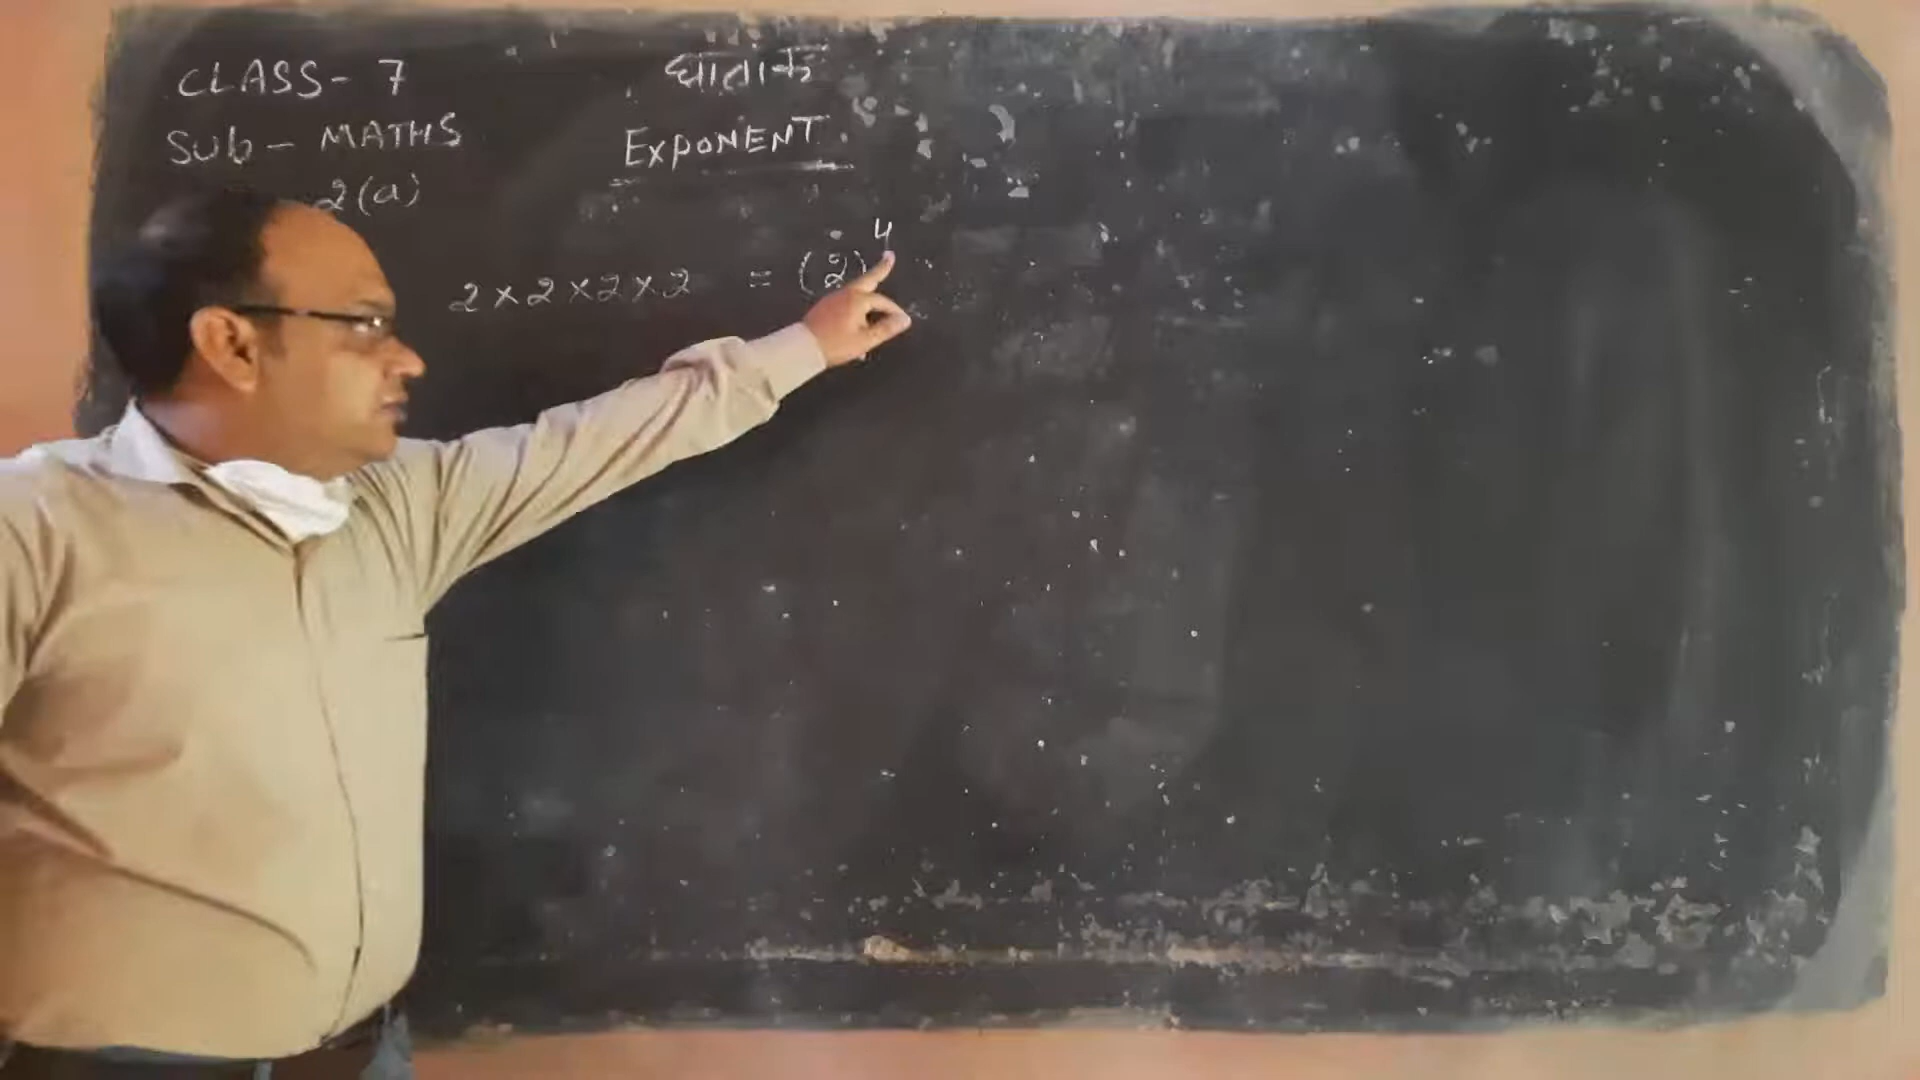 CLASS- 7
घातांक
Sub - MATHS
EXPONENT
2(a)
2×2×2×2 = (2)⁴